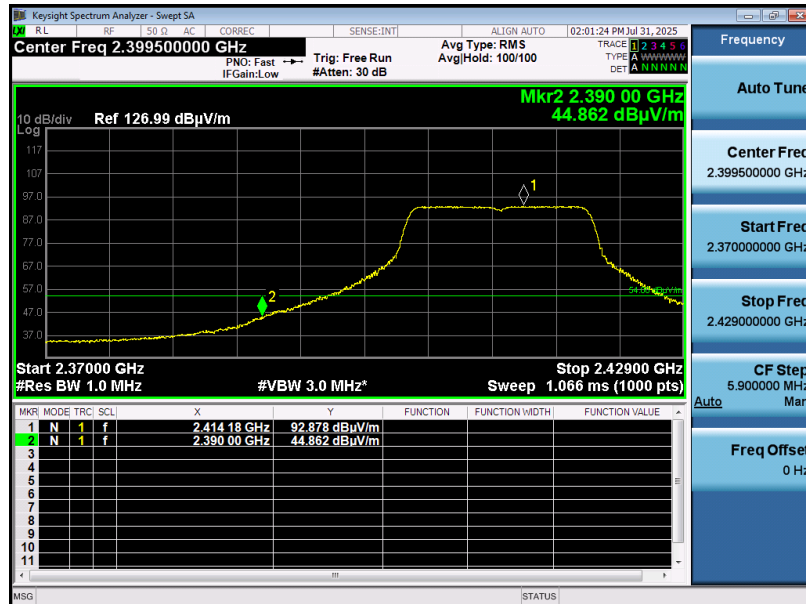 Keysight Spectrum Analyzer - Swept SA
RL RF 50 Ω AC CORREC SENSE:INT ALIGN AUTO 02:01:24 PM Jul 31, 2025
Center Freq 2.399500000 GHz
PNO: Fast
IFGain:Low
Trig: Free Run
#Atten: 30 dB
Avg Type: RMS
Avg|Hold: 100/100
TRACE 1 2 3 4 5 6
TYPE A WWWWW
DET A N N N N N
Mkr2 2.390 00 GHz
44.862 dBµV/m
10 dB/div Ref 126.99 dBµV/m
Log
117
107
97.0
87.0
77.0
67.0
57.0
47.0
37.0
1
2
Start 2.37000 GHz Stop 2.42900 GHz
#Res BW 1.0 MHz #VBW 3.0 MHz* Sweep 1.066 ms (1000 pts)
MKR MODE TRC SCL X Y FUNCTION FUNCTION WIDTH FUNCTION VALUE
1 N 1 f 2.414 18 GHz 92.878 dBµV/m
2 N 1 f 2.390 00 GHz 44.862 dBµV/m
3
4
5
6
7
8
9
10
11
MSG STATUS
Frequency
Auto Tune
Center Freq
2.399500000 GHz
Start Freq
2.370000000 GHz
Stop Freq
2.429000000 GHz
CF Step
5.900000 MHz
Auto Man
Freq Offset
0 Hz